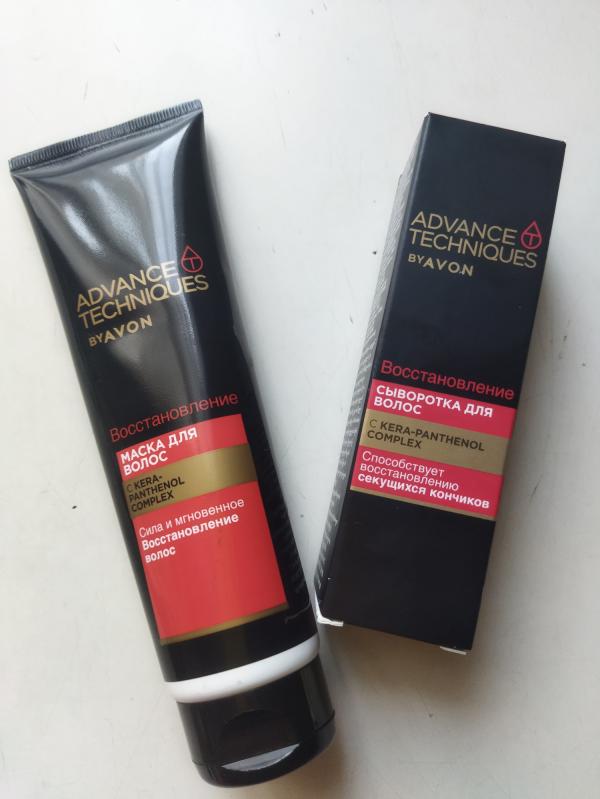 ADVANCE
TECHNIQUES
BY AVON
Восстановление
МАСКА ДЛЯ
ВОЛОС
С KERA-
PANTHENOL
COMPLEX
Сила и мгновенное
Восстановление
волос
ADVANCE
TECHNIQUES
BY AVON
Восстановление
СЫВОРОТКА ДЛЯ
ВОЛОС
С KERA-PANTHENOL
COMPLEX
Способствует
восстановлению
секущихся кончиков